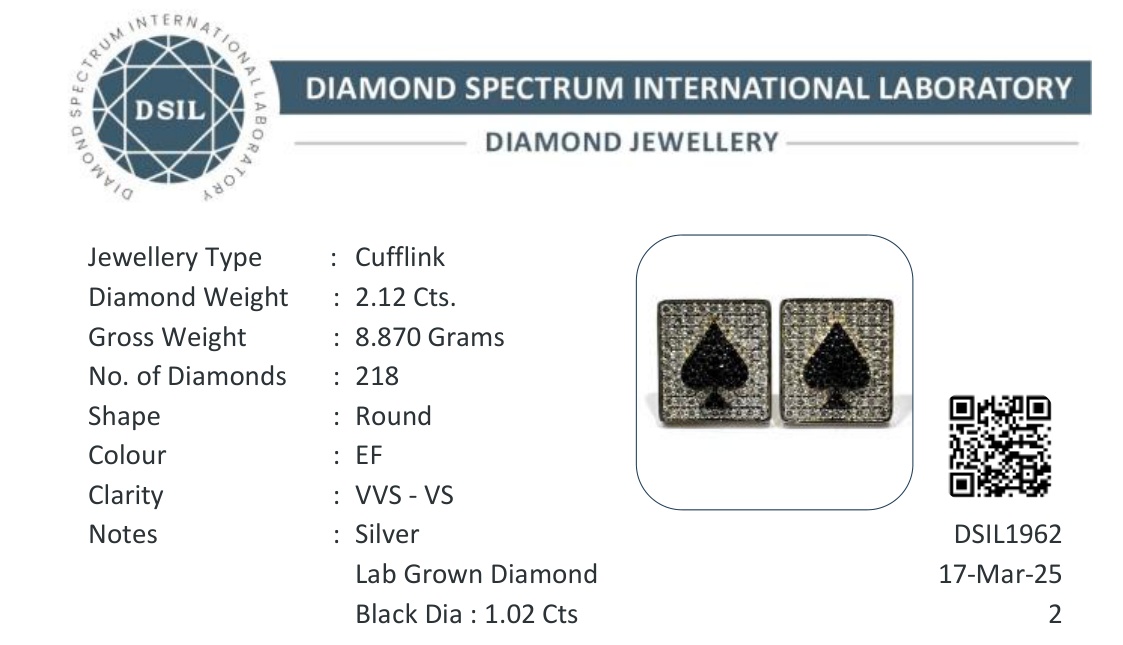 DIAMOND SPECTRUM INTERNATIONAL LABORATORY
DSIL
DIAMOND SPECTRUM INTERNATIONAL LABORATORY
DIAMOND JEWELLERY
Jewellery Type : Cufflink
Diamond Weight : 2.12 Cts.
Gross Weight : 8.870 Grams
No. of Diamonds : 218
Shape : Round
Colour : EF
Clarity : VVS - VS
Notes : Silver
DSIL1962
Lab Grown Diamond
17-Mar-25
Black Dia : 1.02 Cts
2